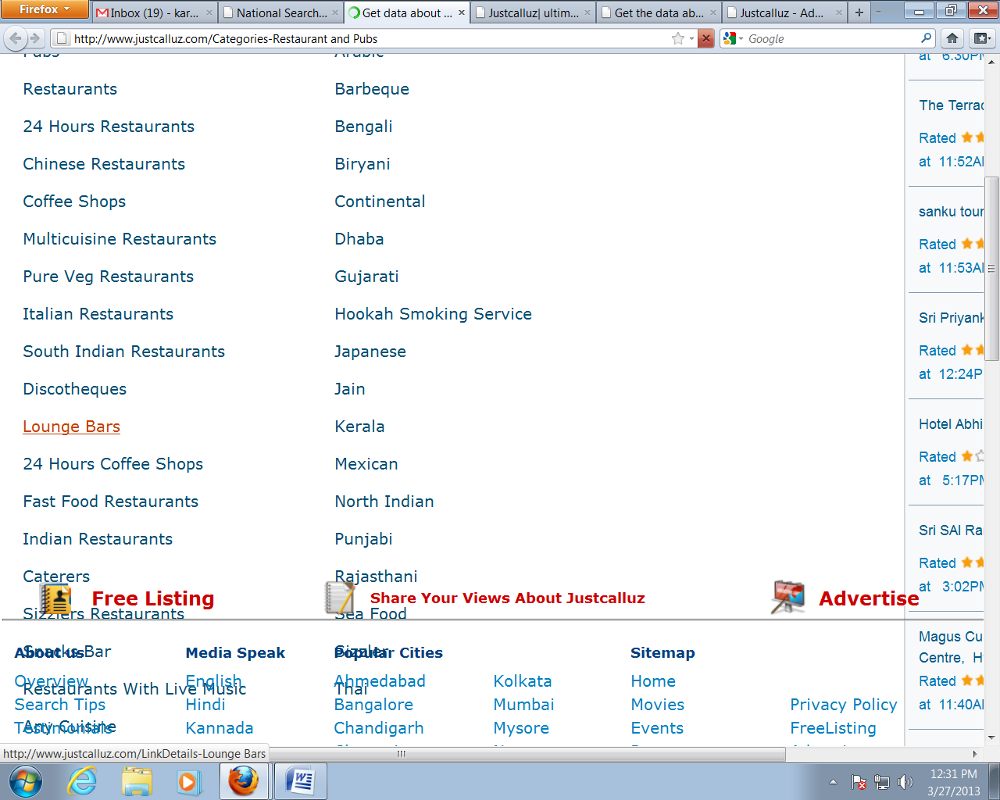 Firefox
Inbox (19) - kar...
National Search...
Get data about ...
Justcalluz| ultim...
Get the data ab...
Justcalluz - Ad...
http://www.justcalluz.com/Categories-Restaurant and Pubs
Google
Pubs
Arabic
at 6:30PM
Restaurants
Barbeque
The Terrac
24 Hours Restaurants
Bengali
Rated
Chinese Restaurants
Biryani
at 11:52AM
Coffee Shops
Continental
sanku tour
Multicuisine Restaurants
Dhaba
Rated
at 11:53AM
Pure Veg Restaurants
Gujarati
Italian Restaurants
Hookah Smoking Service
Sri Priyank
South Indian Restaurants
Japanese
Rated
at 12:24P
Discotheques
Jain
Lounge Bars
Kerala
Hotel Abhi
24 Hours Coffee Shops
Mexican
Rated
at 5:17PM
Fast Food Restaurants
North Indian
Indian Restaurants
Punjabi
Sri SAI Ra
Rated
Caterers
Rajasthani
at 3:02PM
Free Listing
Share Your Views About Justcalluz
Advertise
Sizzlers Restaurants
Sea Food
Magus Cu
Centre, H
Rated
at 11:40AM
Snacks Bar
Sizzler
About us
Media Speak
Popular Cities
Sitemap
Overview
English
Ahmedabad
Kolkata
Home
Restaurants With Live Music
Thai
Search Tips
Hindi
Bangalore
Mumbai
Movies
Privacy Policy
Any Cuisine
Testimonials
Kannada
Chandigarh
Mysore
Events
FreeListing
http://www.justcalluz.com/LinkDetails-Lounge Bars
12:31 PM
3/27/2013